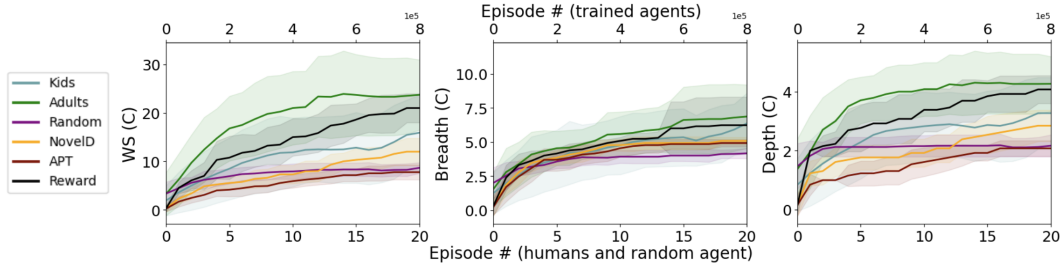 Episode # (trained agents)
0 2 4 6 8
1e5
0 2 4 6 8
1e5
0 2 4 6 8
1e5
Kids
Adults
Random
NovelD
APT
Reward
WS (C)
30
20
10
0
0 5 10 15 20
Breadth (C)
10.0
7.5
5.0
2.5
0.0
0 5 10 15 20
Depth (C)
4
2
0
0 5 10 15 20
Episode # (humans and random agent)